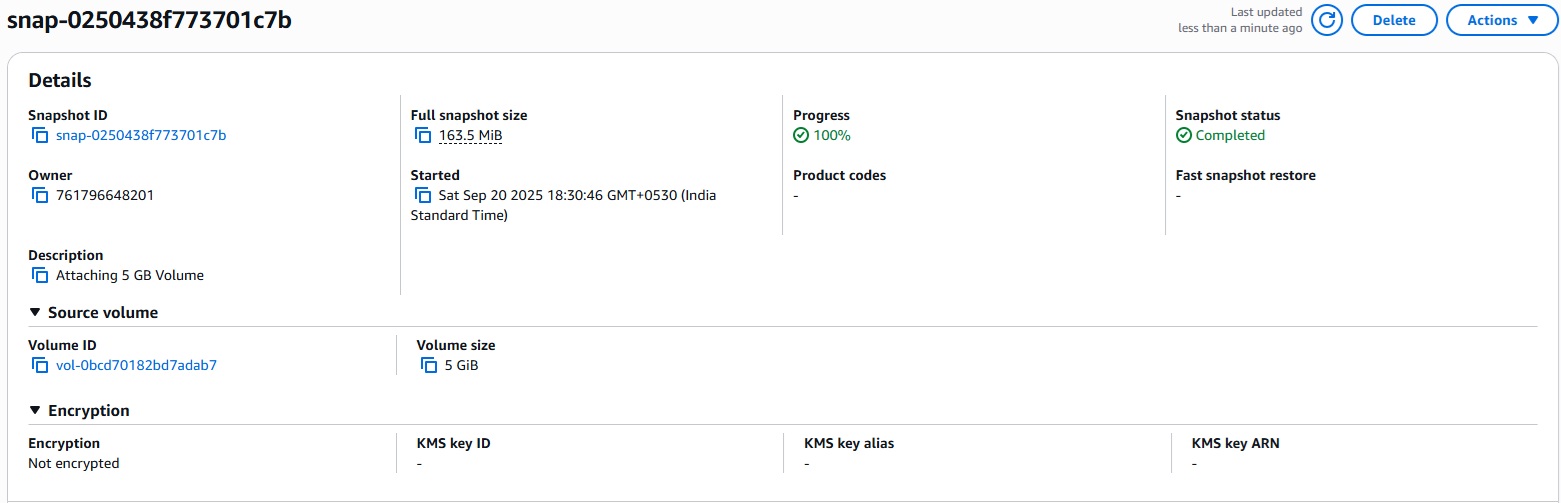 snap-0250438f773701c7b
Last updated
less than a minute ago
Delete
Actions
Details
Snapshot ID
snap-0250438f773701c7b
Full snapshot size
163.5 MiB
Progress
100%
Snapshot status
Completed
Owner
761796648201
Started
Sat Sep 20 2025 18:30:46 GMT+0530 (India
Standard Time)
Product codes
-
Fast snapshot restore
-
Description
Attaching 5 GB Volume
Source volume
Volume ID
vol-0bcd70182bd7adab7
Volume size
5 GiB
Encryption
Encryption
Not encrypted
KMS key ID
-
KMS key alias
-
KMS key ARN
-